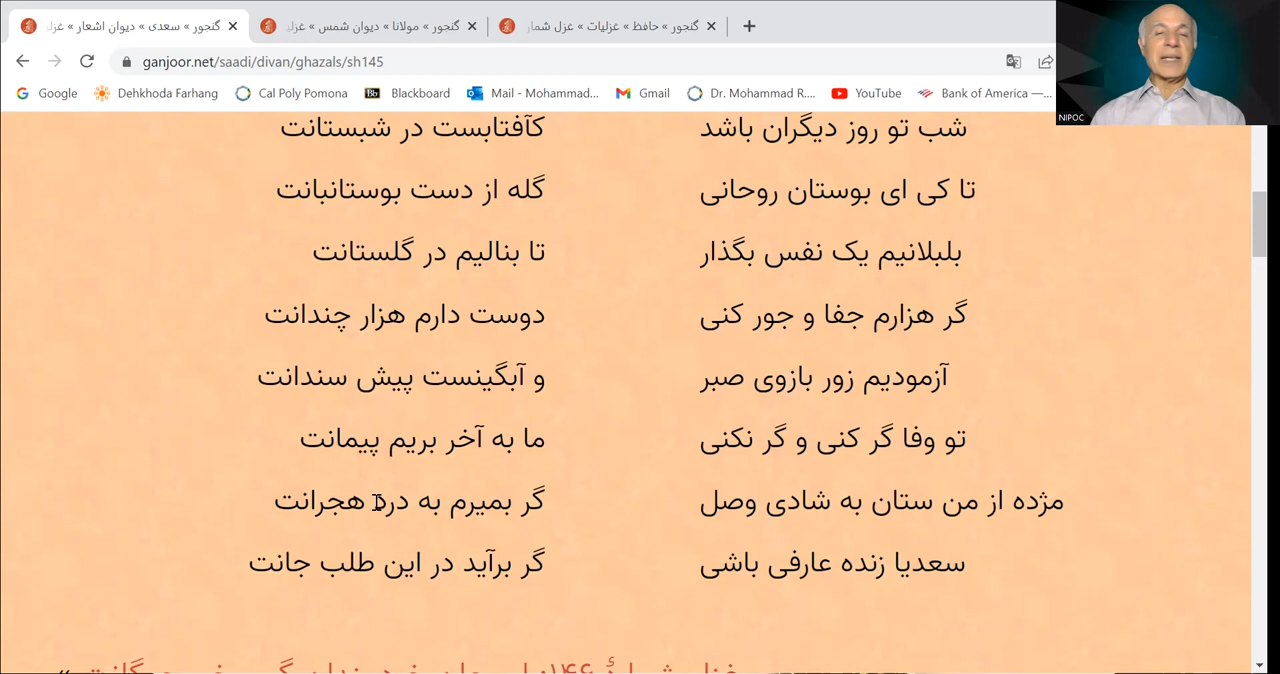 گنجور » سعدی » دیوان اشعار » غزل
گنجور » مولانا » دیوان شمس » غزل
گنجور » حافظ » غزلیات » غزل شمار
ganjoor.net/saadi/divan/ghazals/sh145
Google
Dehkhoda Farhang
Cal Poly Pomona
Bb Blackboard
Mail - Mohammad...
Gmail
Dr. Mohammad R....
YouTube
Bank of America —...
NIPOC
شب تو روز دیگران باشد کآفتابست در شبستانت
تا کی ای بوستان روحانی گله از دست بوستانبانت
بلبلانیم یک نفس بگذار تا بنالیم در گلستانت
گر هزارم جفا و جور کنی دوست دارم هزار چندانت
آزمودیم زور بازوی صبر و آبگینست پیش سندانت
تو وفا گر کنی و گر نکنی ما به آخر بریم پیمانت
مژده از من ستان به شادی وصل گر بمیرم به درد هجرانت
سعدیا زنده عارفی باشی گر برآید در این طلب جانت